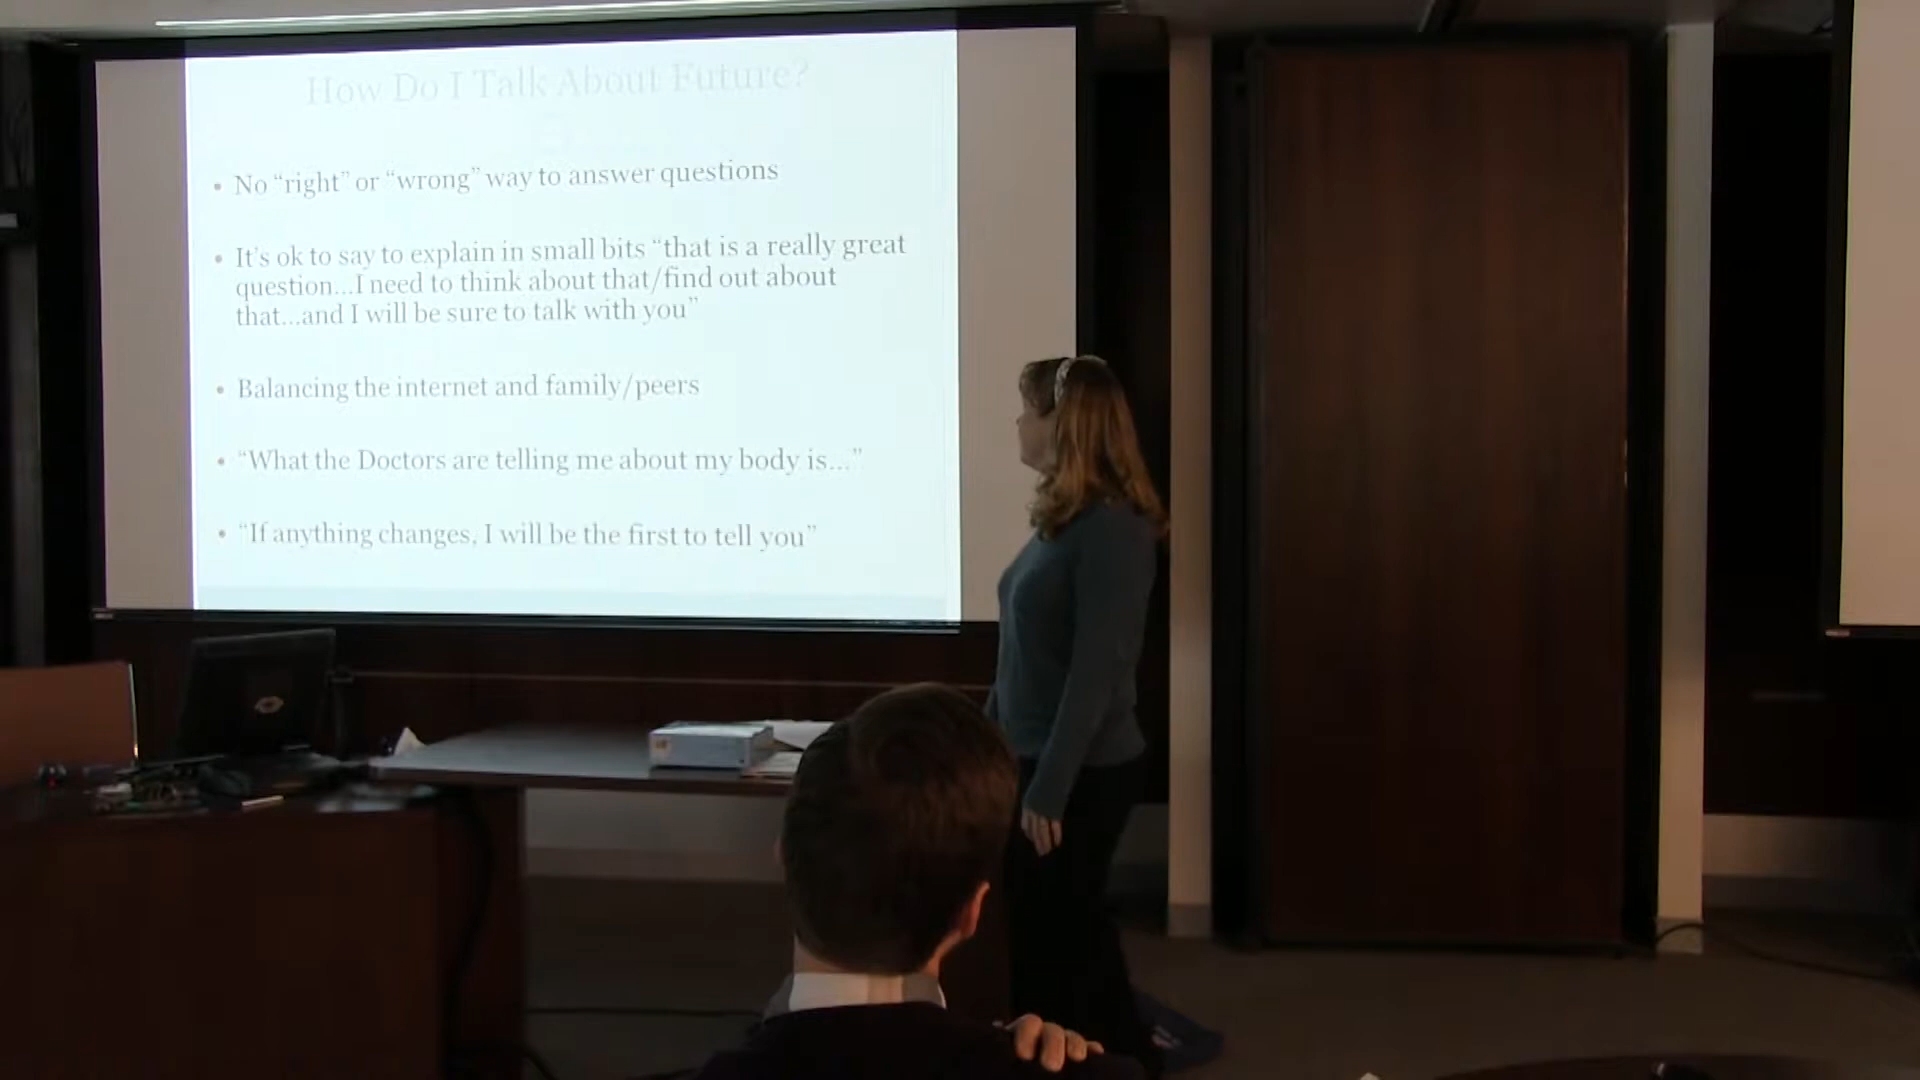 How Do I Talk About Future?
• No “right” or “wrong” way to answer questions
• It’s ok to say to explain in small bits “that is a really great
question...I need to think about that/find out about
that...and I will be sure to talk with you”
• Balancing the internet and family/peers
• “What the Doctors are telling me about my body is...”
• “If anything changes, I will be the first to tell you”